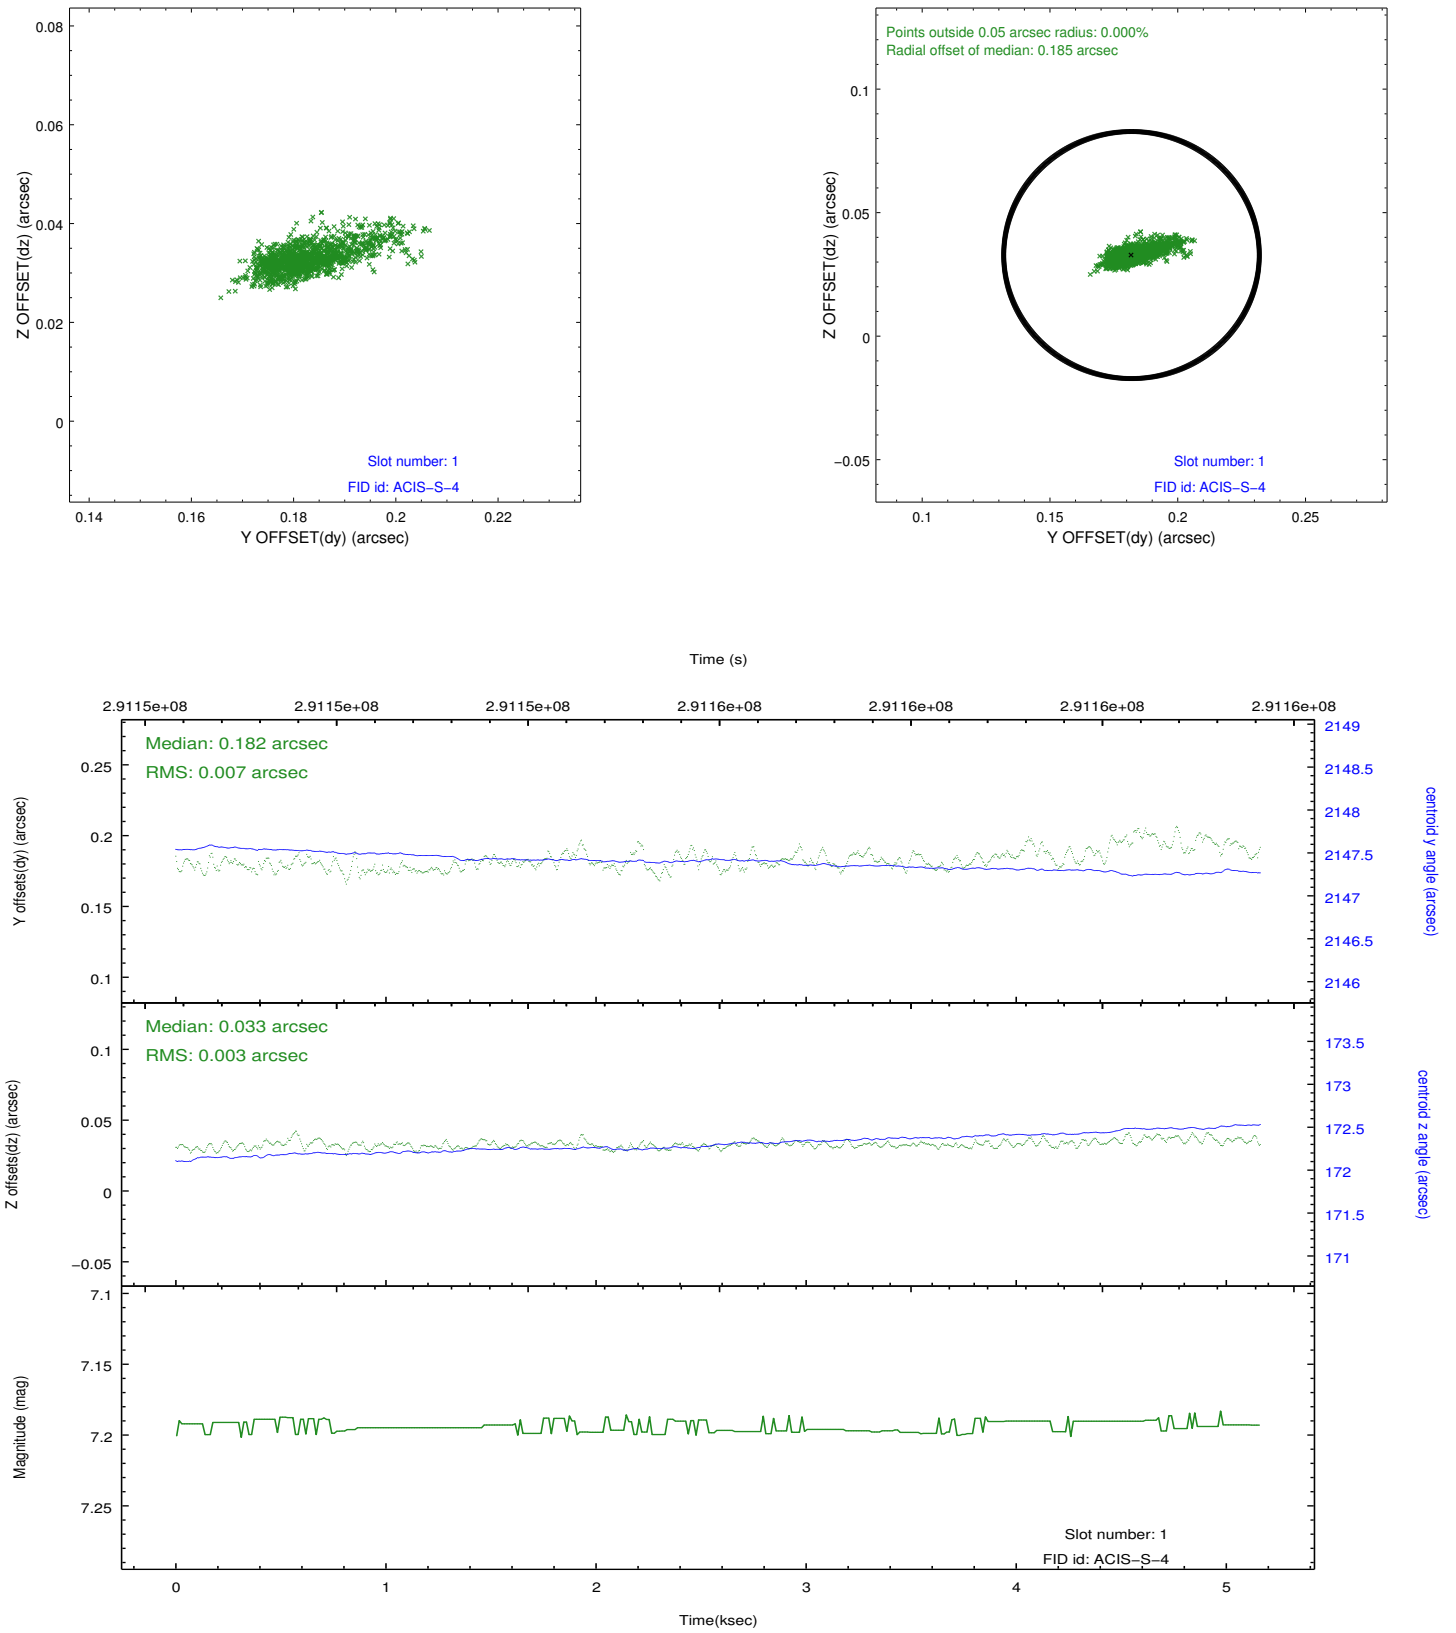 0.08
0.06
0.04
0.02
0
Z OFFSET(dz) (arcsec)
Slot number: 1
FID id: ACIS−S−4
0.14 0.16 0.18 0.2 0.22
Y OFFSET(dy) (arcsec)
Points outside 0.05 arcsec radius: 0.000%
Radial offset of median: 0.185 arcsec
0.1
0.05
0
−0.05
Z OFFSET(dz) (arcsec)
Slot number: 1
FID id: ACIS−S−4
0.1 0.15 0.2 0.25
Y OFFSET(dy) (arcsec)
Time (s)
2.9115e+08 2.9115e+08 2.9115e+08 2.9116e+08 2.9116e+08 2.9116e+08 2.9116e+08
Median: 0.182 arcsec
RMS: 0.007 arcsec
0.25
0.2
0.15
0.1
Y offsets(dy) (arcsec)
2149
2148.5
2148
2147.5
2147
2146.5
2146
centroid y angle (arcsec)
Median: 0.033 arcsec
RMS: 0.003 arcsec
0.1
0.05
0
−0.05
Z offsets(dz) (arcsec)
173.5
173
172.5
172
171.5
171
centroid z angle (arcsec)
7.1
7.15
7.2
7.25
Magnitude (mag)
Slot number: 1
FID id: ACIS−S−4
0 1 2 3 4 5
Time(ksec)